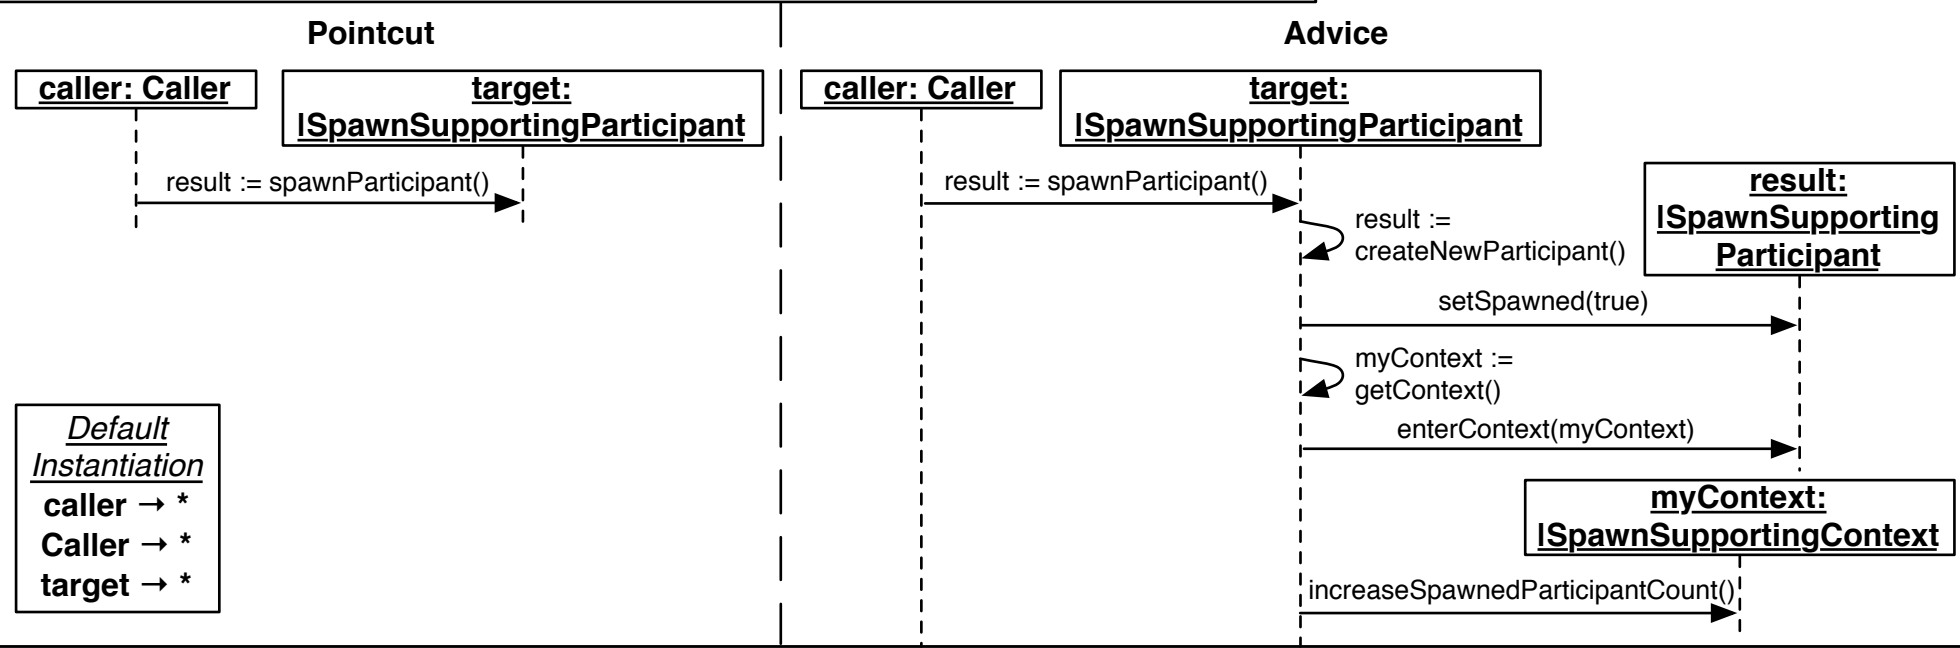 Pointcut
Advice
caller: Caller
target:
ISpawnSupportingParticipant
result := spawnParticipant()
Default
Instantiation
caller → *
Caller → *
target → *
caller: Caller
target:
ISpawnSupportingParticipant
result := spawnParticipant()
result:
ISpawnSupporting
Participant
result :=
createNewParticipant()
setSpawned(true)
myContext :=
getContext()
enterContext(myContext)
myContext:
ISpawnSupportingContext
increaseSpawnedParticipantCount()